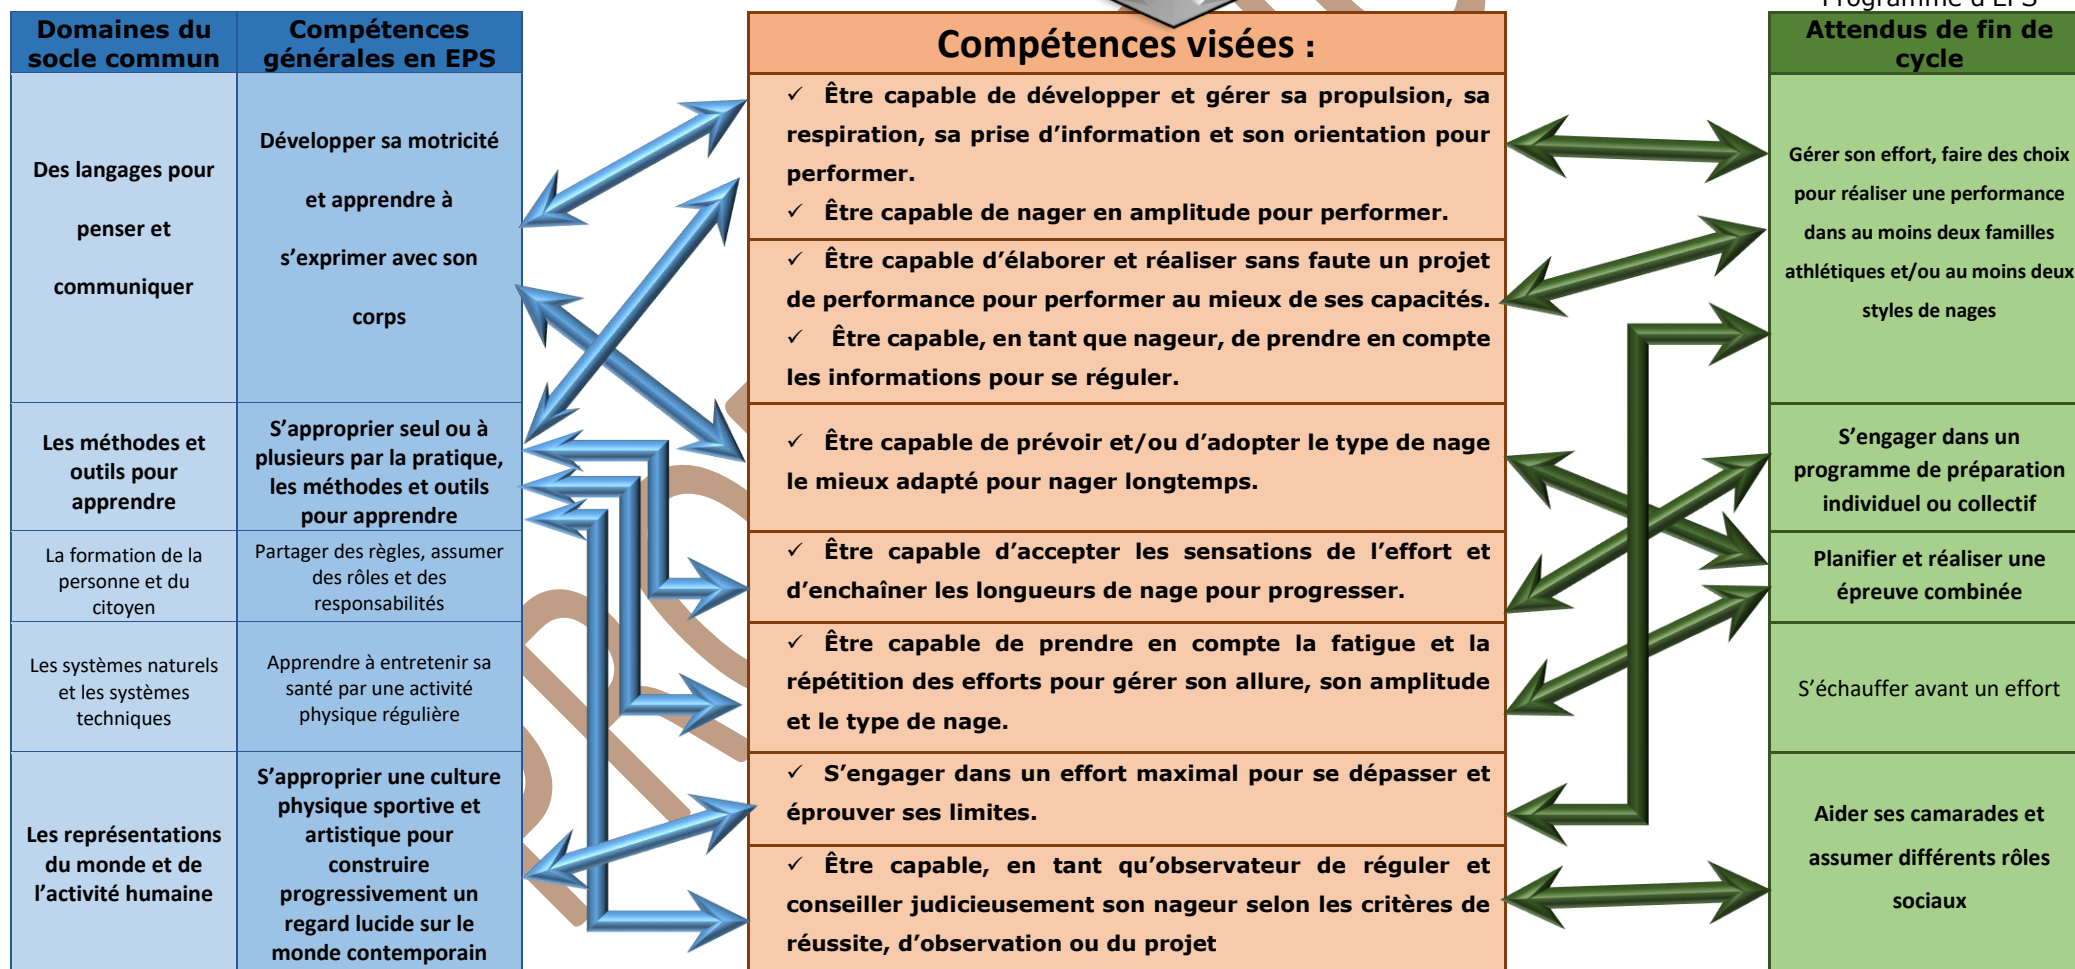 Programme d'EPS
Domaines du
socle commun
Compétences
générales en EPS
Des langages pour
penser et
communiquer
Développer sa motricité
et apprendre à
s'exprimer avec son
corps
Les méthodes et
outils pour
apprendre
S'approprier seul ou à
plusieurs par la pratique,
les méthodes et outils
pour apprendre
La formation de la
personne et du
citoyen
Partager des règles, assumer
des rôles et des
responsabilités
Les systèmes naturels
et les systèmes
techniques
Apprendre à entretenir sa
santé par une activité
physique régulière
Les représentations
du monde et de
l'activité humaine
S'approprier une culture
physique sportive et
artistique pour
construire
progressivement un
regard lucide sur le
monde contemporain
Compétences visées :
✓ Être capable de développer et gérer sa propulsion, sa
respiration, sa prise d'information et son orientation pour
performer.
✓ Être capable de nager en amplitude pour performer.
✓ Être capable d'élaborer et réaliser sans faute un projet
de performance pour performer au mieux de ses capacités.
✓ Être capable, en tant que nageur, de prendre en compte
les informations pour se réguler.
✓ Être capable de prévoir et/ou d'adopter le type de nage
le mieux adapté pour nager longtemps.
✓ Être capable d'accepter les sensations de l'effort et
d'enchaîner les longueurs de nage pour progresser.
✓ Être capable de prendre en compte la fatigue et la
répétition des efforts pour gérer son allure, son amplitude
et le type de nage.
✓ S'engager dans un effort maximal pour se dépasser et
éprouver ses limites.
✓ Être capable, en tant qu'observateur de réguler et
conseiller judicieusement son nageur selon les critères de
réussite, d'observation ou du projet
Attendus de fin de
cycle
Gérer son effort, faire des choix
pour réaliser une performance
dans au moins deux familles
athlétiques et/ou au moins deux
styles de nages
S'engager dans un
programme de préparation
individuel ou collectif
Planifier et réaliser une
épreuve combinée
S'échauffer avant un effort
Aider ses camarades et
assumer différents rôles
sociaux